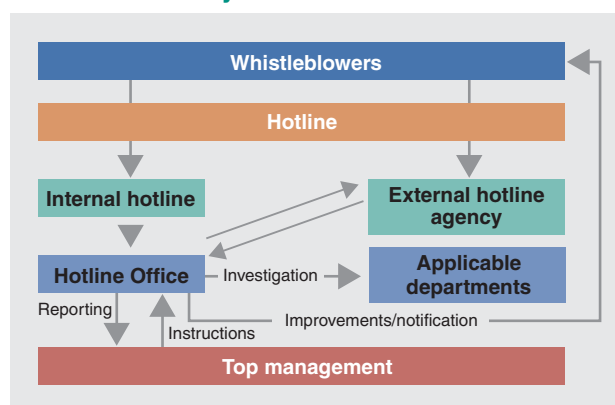 Whistleblowers
Hotline
Internal hotline
External hotline
agency
Hotline Office
Investigation
Applicable
departments
Reporting
Instructions
Improvements/notification
Top management